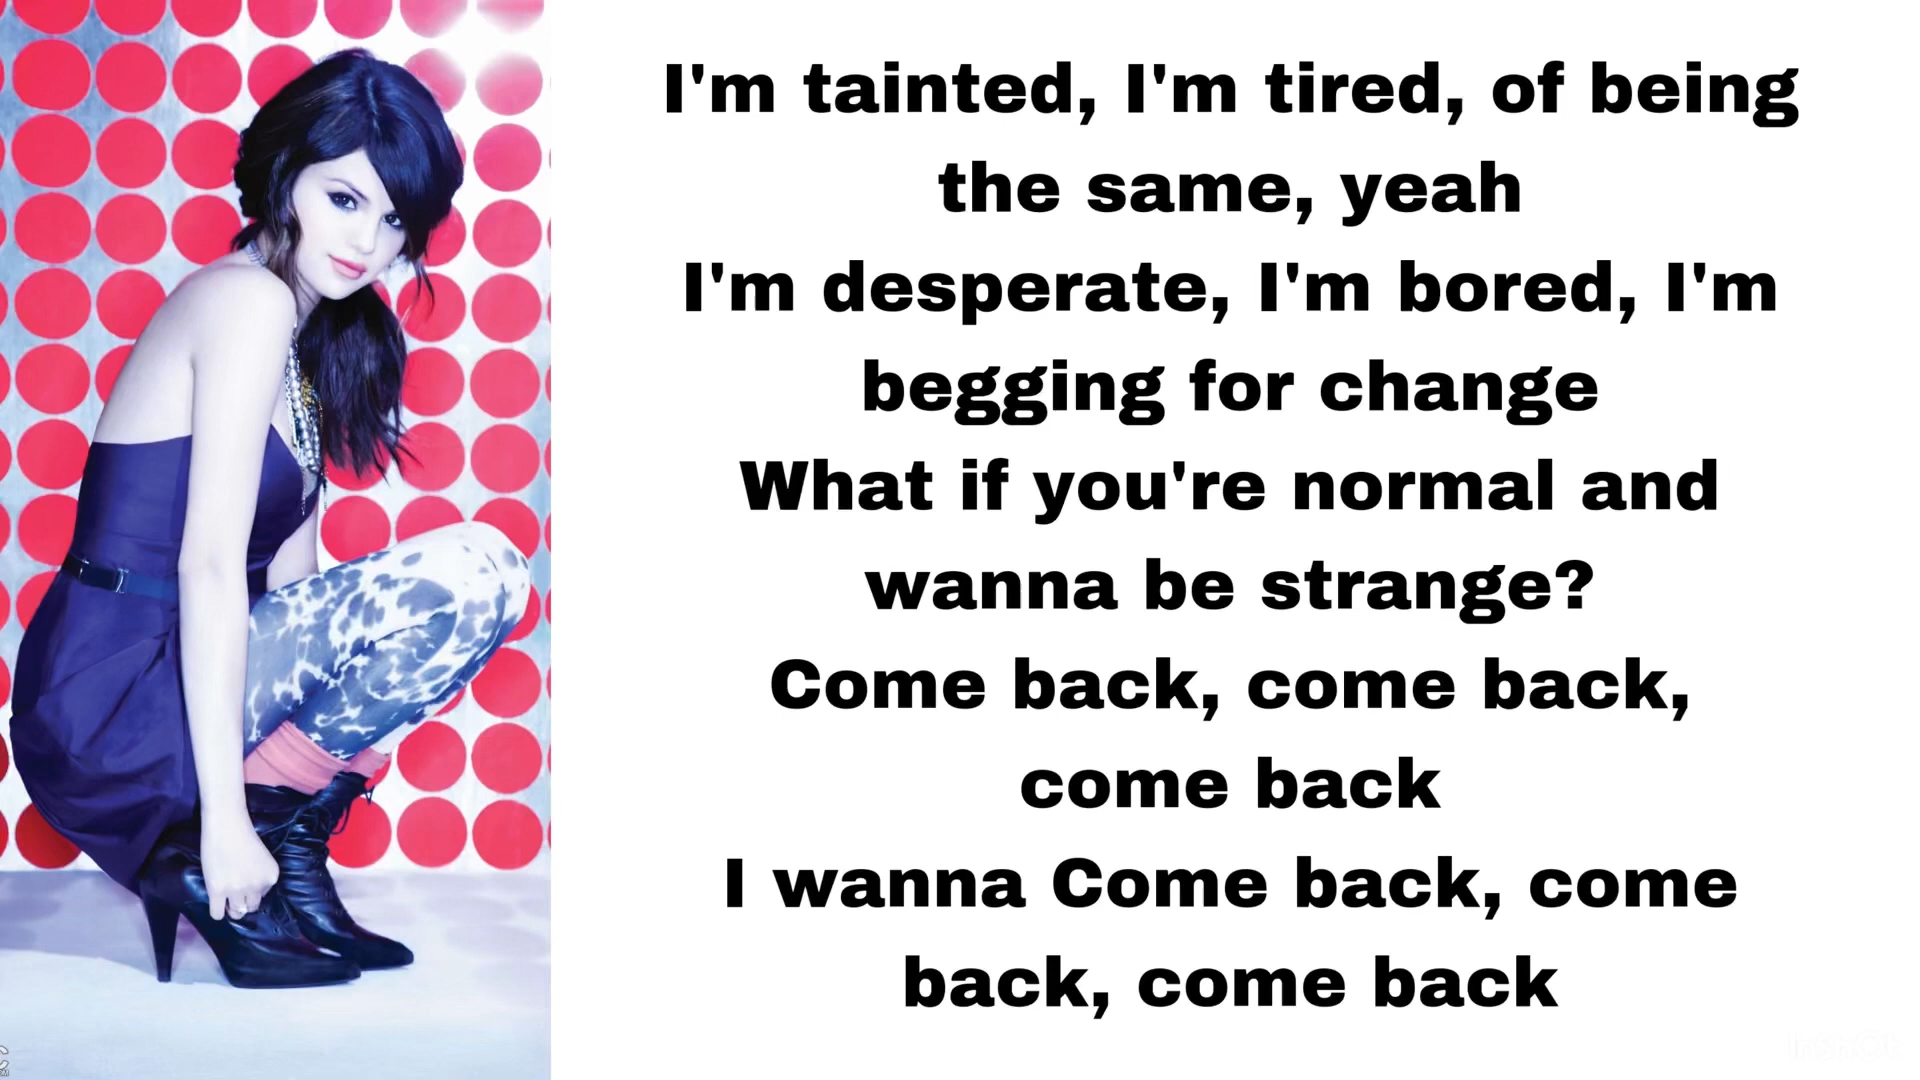 I'm tainted, I'm tired, of being
the same, yeah
I'm desperate, I'm bored, I'm
begging for change
What if you're normal and
wanna be strange?
Come back, come back,
come back
I wanna Come back, come
back, come back